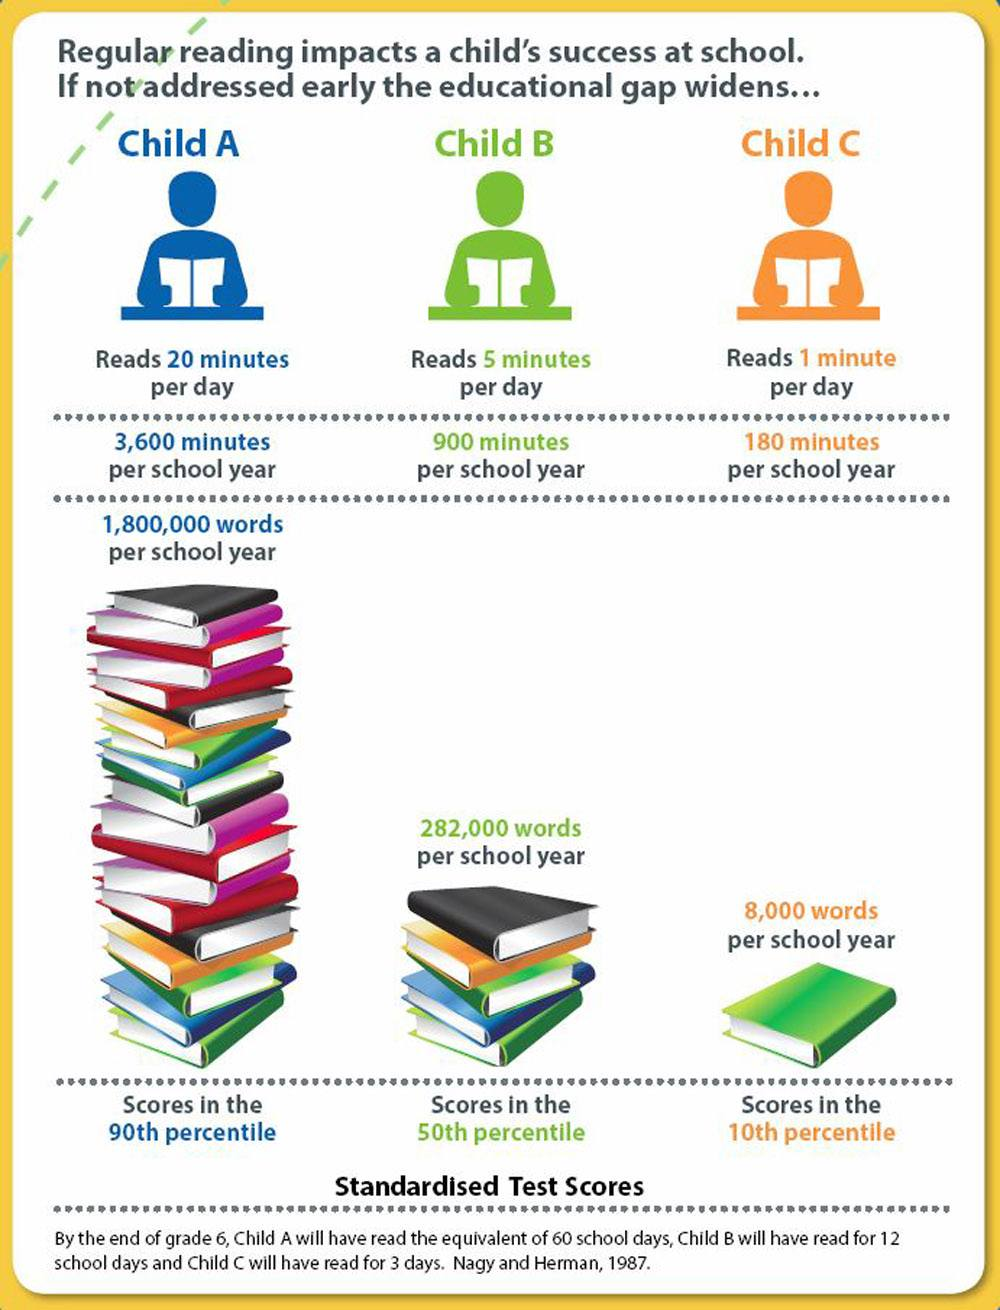 Regular reading impacts a child's success at school.
If not addressed early the educational gap widens...
Child A
Child B
Child C
Reads 20 minutes
per day
Reads 5 minutes
per day
Reads 1 minute
per day
3,600 minutes
per school year
900 minutes
per school year
180 minutes
per school year
1,800,000 words
per school year
282,000 words
per school year
8,000 words
per school year
Scores in the
90th percentile
Scores in the
50th percentile
Scores in the
10th percentile
Standardised Test Scores
By the end of grade 6, Child A will have read the equivalent of 60 school days, Child B will have read for 12
school days and Child C will have read for 3 days. Nagy and Herman, 1987.